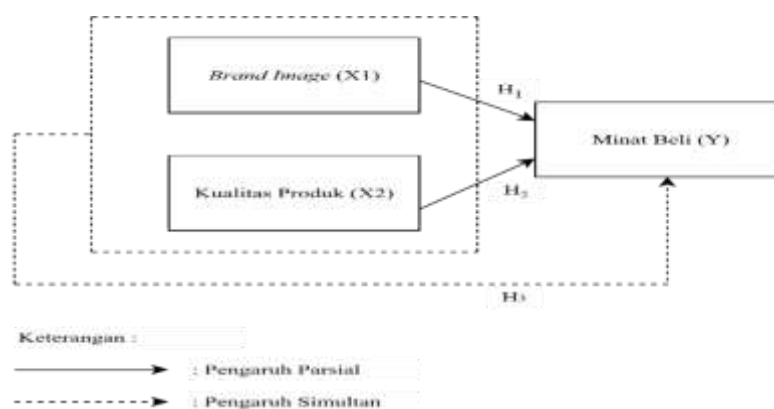 Brand Image (X1)
H1
Minat Beli (Y)
Kualitas Produk (X2)
H2
H3
Keterangan :
: Pengaruh Parsial
: Pengaruh Simultan